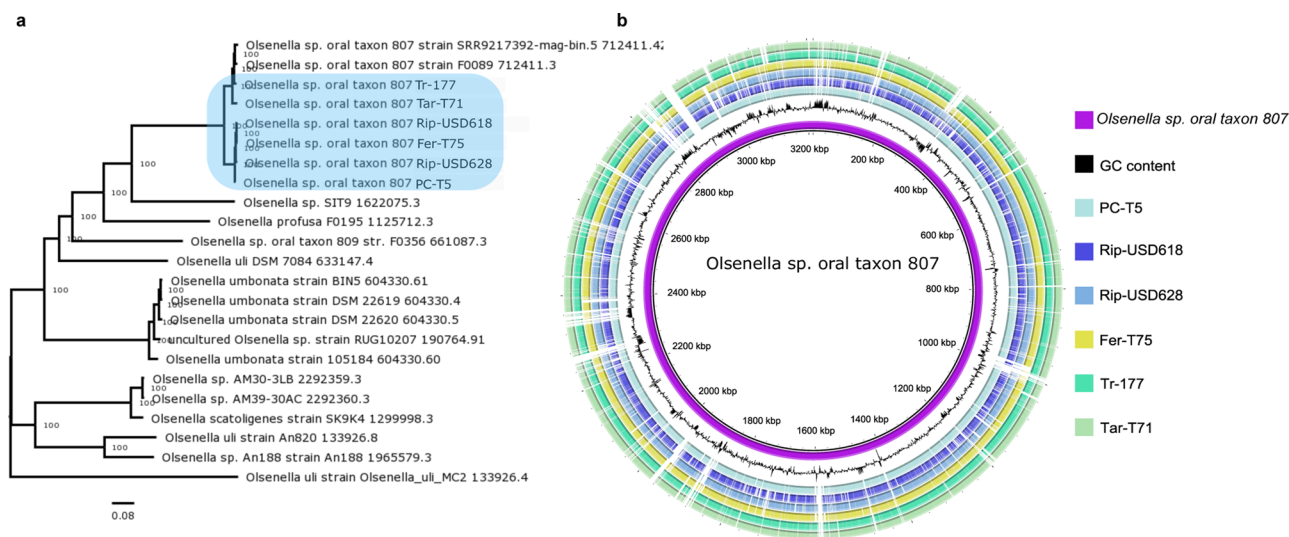 a
Olsenella sp. oral taxon 807 strain SRR9217392-mag-bin.5 712411.42
100
Olsenella sp. oral taxon 807 strain F0089 712411.3
100
Olsenella sp. oral taxon 807 Tr-177
100
Olsenella sp. oral taxon 807 Tar-T71
Olsenella sp. oral taxon 807 Rip-USD618
100
Olsenella sp. oral taxon 807 Fer-T75
100
Olsenella sp. oral taxon 807 Rip-USD628
100
100
Olsenella sp. oral taxon 807 PC-T5
100
Olsenella sp. SIT9 1622075.3
100
Olsenella profusa F0195 1125712.3
Olsenella sp. oral taxon 809 str. F0356 661087.3
100
Olsenella uli DSM 7084 633147.4
Olsenella umbonata strain BIN5 604330.61
100
100
Olsenella umbonata strain DSM 22619 604330.4
100
Olsenella umbonata strain DSM 22620 604330.5
100
uncultured Olsenella sp. strain RUG10207 190764.91
100
Olsenella umbonata strain 105184 604330.60
Olsenella sp. AM30-3LB 2292359.3
100
Olsenella sp. AM39-30AC 2292360.3
100
Olsenella scatoligenes strain SK9K4 1299998.3
100
Olsenella uli strain An820 133926.8
100
Olsenella sp. An188 strain An188 1965579.3
Olsenella uli strain Olsenella_uli_MC2 133926.4
0.08
b
3200 kbp
200 kbp
400 kbp
600 kbp
800 kbp
1000 kbp
1200 kbp
1400 kbp
1600 kbp
1800 kbp
2000 kbp
2200 kbp
2400 kbp
2600 kbp
2800 kbp
3000 kbp
Olsenella sp. oral taxon 807
Olsenella sp. oral taxon 807
GC content
PC-T5
Rip-USD618
Rip-USD628
Fer-T75
Tr-177
Tar-T71